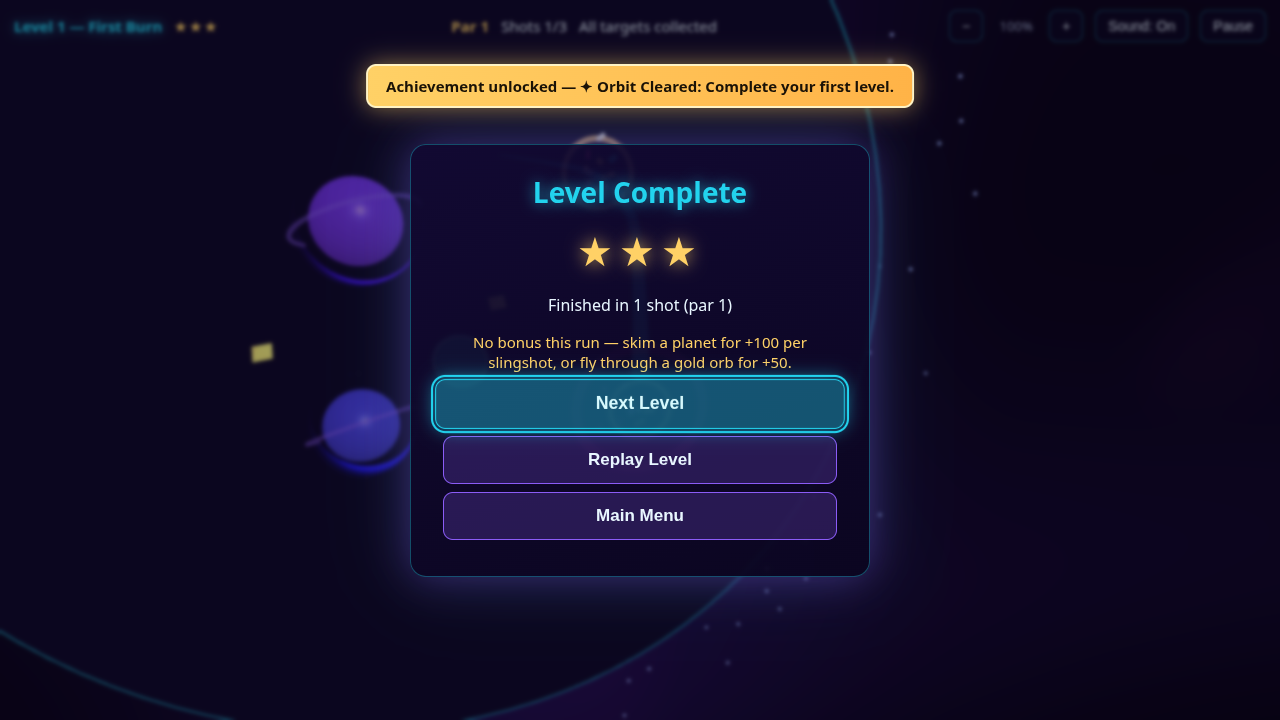 Level 1 — First Burn ★ ★ ★ Par 1 Shots 1/3 All targets collected − 100% + Sound: On Pause
Achievement unlocked — ✦ Orbit Cleared: Complete your first level.
Level Complete
★ ★ ★
Finished in 1 shot (par 1)
No bonus this run — skim a planet for +100 per
slingshot, or fly through a gold orb for +50.
Next Level
Replay Level
Main Menu